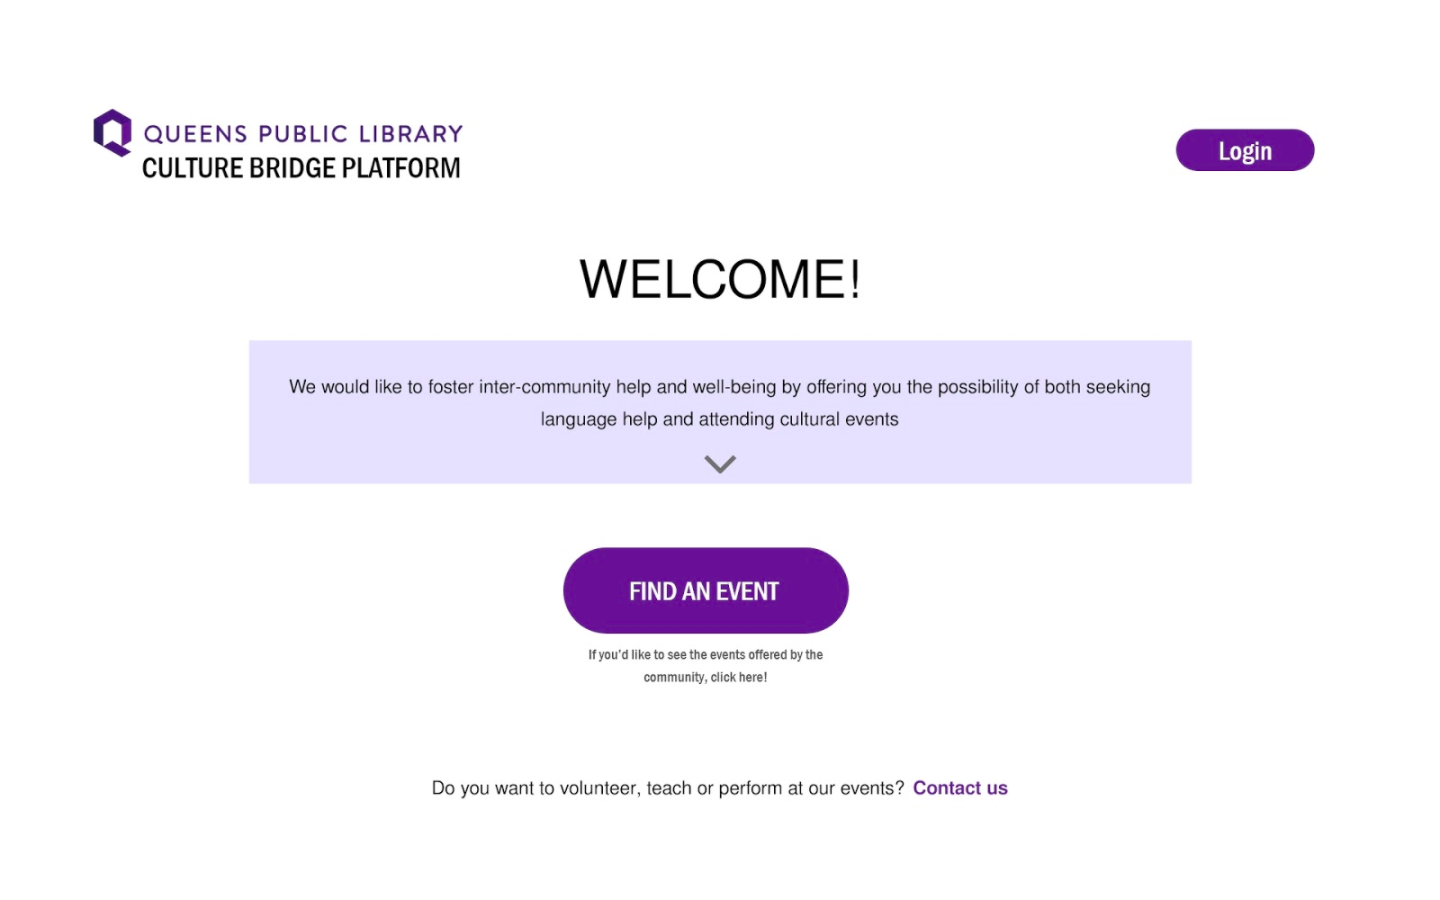 QUEENS PUBLIC LIBRARY
CULTURE BRIDGE PLATFORM
Login
WELCOME!
We would like to foster inter-community help and well-being by offering you the possibility of both seeking
language help and attending cultural events
FIND AN EVENT
If you'd like to see the events offered by the
community, click here!
Do you want to volunteer, teach or perform at our events? Contact us